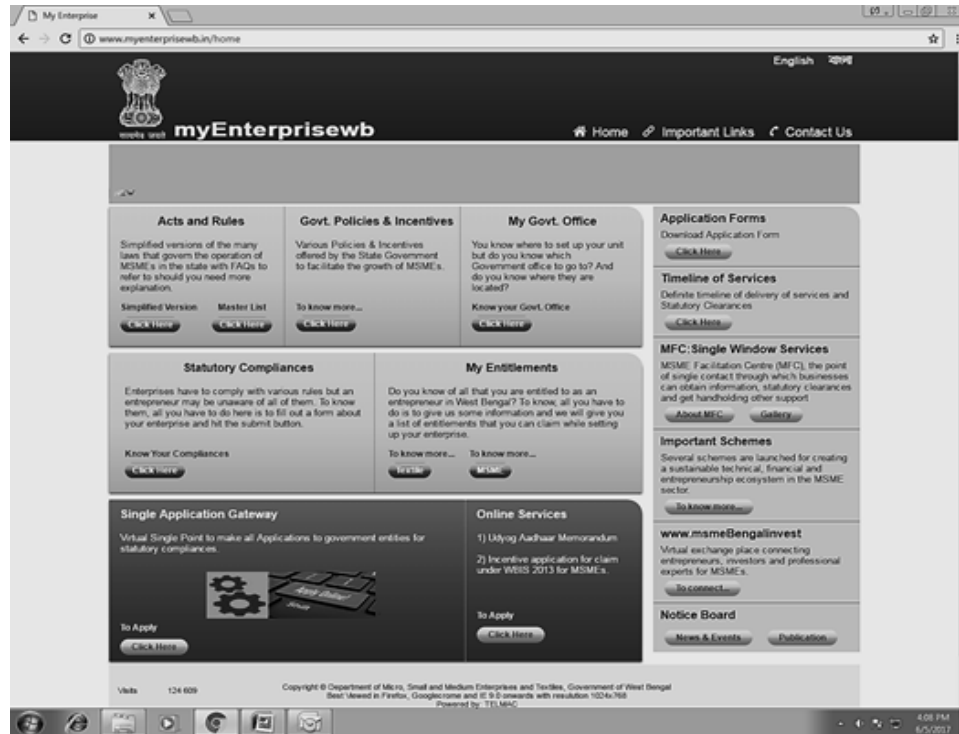 My Enterprise
www.myenterprisewb.in/home
English বাংলা
सत्यमेव जयते
myEnterprisewb
Home Important Links Contact Us
Acts and Rules
Simplified versions of the many
laws that govern the operation of
MSMEs in the state with FAQs to
refer to should you need more
explanation.
Simplified Version Master List
Click Here Click Here
Govt. Policies & Incentives
Various Policies & Incentives
offered by the State Government
to facilitate the growth of MSMEs.
To know more...
Click Here
My Govt. Office
You know where to set up your unit
but do you know which
Government office to go to? And
do you know where they are
located?
Know your Govt. Office
Click Here
Statutory Compliances
Enterprises have to comply with various rules but an
entrepreneur may be unaware of all of them. To know
them, all you have to do here is to fill out a form about
your enterprise and hit the submit button.
Know Your Compliances
Click Here
My Entitlements
Do you know of all that you are entitled to as an
entrepreneur in West Bengal? To know, all you have to
do is to give us some information and we will give you
a list of entitlements that you can claim while setting
up your enterprise.
To know more... To know more...
Textile MSME
Single Application Gateway
Virtual Single Point to make all Applications to government entities for
statutory compliances.
Apply Online!
South
To Apply
Click Here
Online Services
1) Udyog Aadhaar Memorandum
2) Incentive application for claim
under WBIS 2013 for MSMEs.
To Apply
Click Here
Application Forms
Download Application Form
Click Here
Timeline of Services
Definite timeline of delivery of services and
Statutory Clearances
Click Here
MFC:Single Window Services
MSME Facilitation Centre (MFC), the point
of single contact through which businesses
can obtain information, statutory clearances
and get handholding other support
About MFC Gallery
Important Schemes
Several schemes are launched for creating
a sustainable technical, financial and
entrepreneurship ecosystem in the MSME
sector.
To know more...
www.msmeBengalinvest
Virtual exchange place connecting
entrepreneurs, investors and professional
experts for MSMEs.
To connect...
Notice Board
News & Events Publication
Visits 124 609
Copyright © Department of Micro, Small and Medium Enterprises and Textiles, Government of West Bengal
Best Viewed in Firefox, Googlecrome and IE 9.0 onwards with resulution 1024x768
Powered by: TELMAC
4:08 PM
6/5/2017